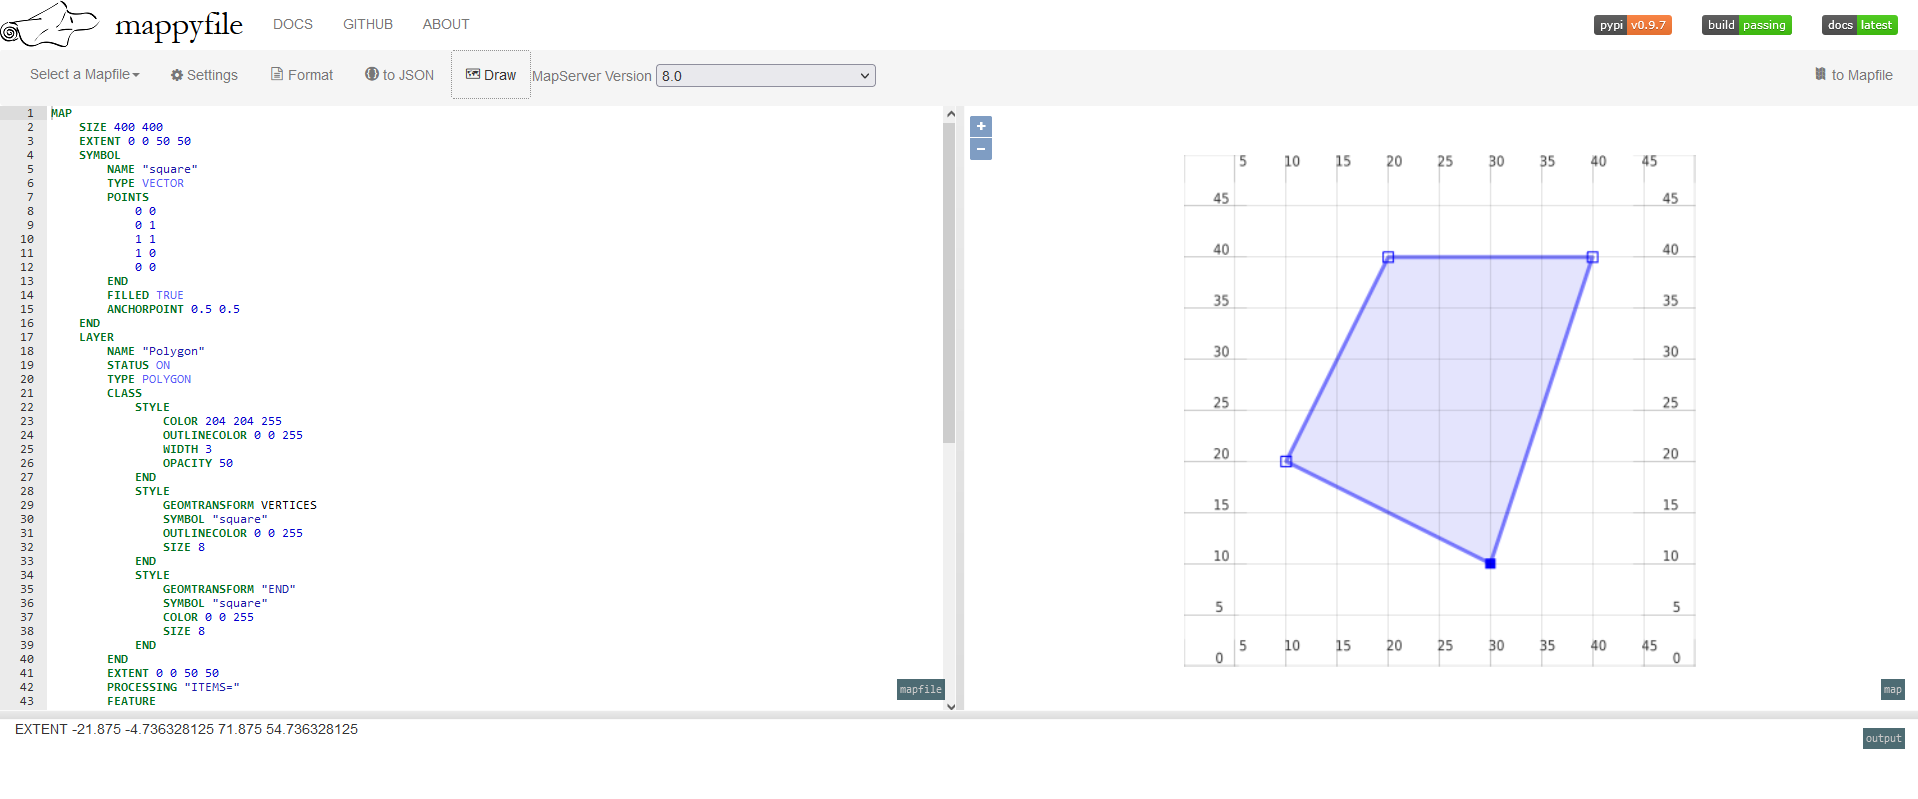 mappyfile DOCS GITHUB ABOUT pypi v0.9.7 build passing docs latest
Select a Mapfile Settings Format to JSON Draw MapServer Version 8.0 to Mapfile
1 MAP
2 SIZE 400 400
3 EXTENT 0 0 50 50
4 SYMBOL
5 NAME "square"
6 TYPE VECTOR
7 POINTS
8 0 0
9 0 1
10 1 1
11 1 0
12 0 0
13 END
14 FILLED TRUE
15 ANCHORPOINT 0.5 0.5
16 END
17 LAYER
18 NAME "Polygon"
19 STATUS ON
20 TYPE POLYGON
21 CLASS
22 STYLE
23 COLOR 204 204 255
24 OUTLINECOLOR 0 0 255
25 WIDTH 3
26 OPACITY 50
27 END
28 STYLE
29 GEOMTRANSFORM VERTICES
30 SYMBOL "square"
31 OUTLINECOLOR 0 0 255
32 SIZE 8
33 END
34 STYLE
35 GEOMTRANSFORM "END"
36 SYMBOL "square"
37 COLOR 0 0 255
38 SIZE 8
39 END
40 END
41 EXTENT 0 0 50 50
42 PROCESSING "ITEMS="
43 FEATURE
mapfile
+
−
5 10 15 20 25 30 35 40 45
45 45
40 40
35 35
30 30
25 25
20 20
15 15
10 10
5 5
5 10 15 20 25 30 35 40 45
0 0
map
EXTENT -21.875 -4.736328125 71.875 54.736328125
output